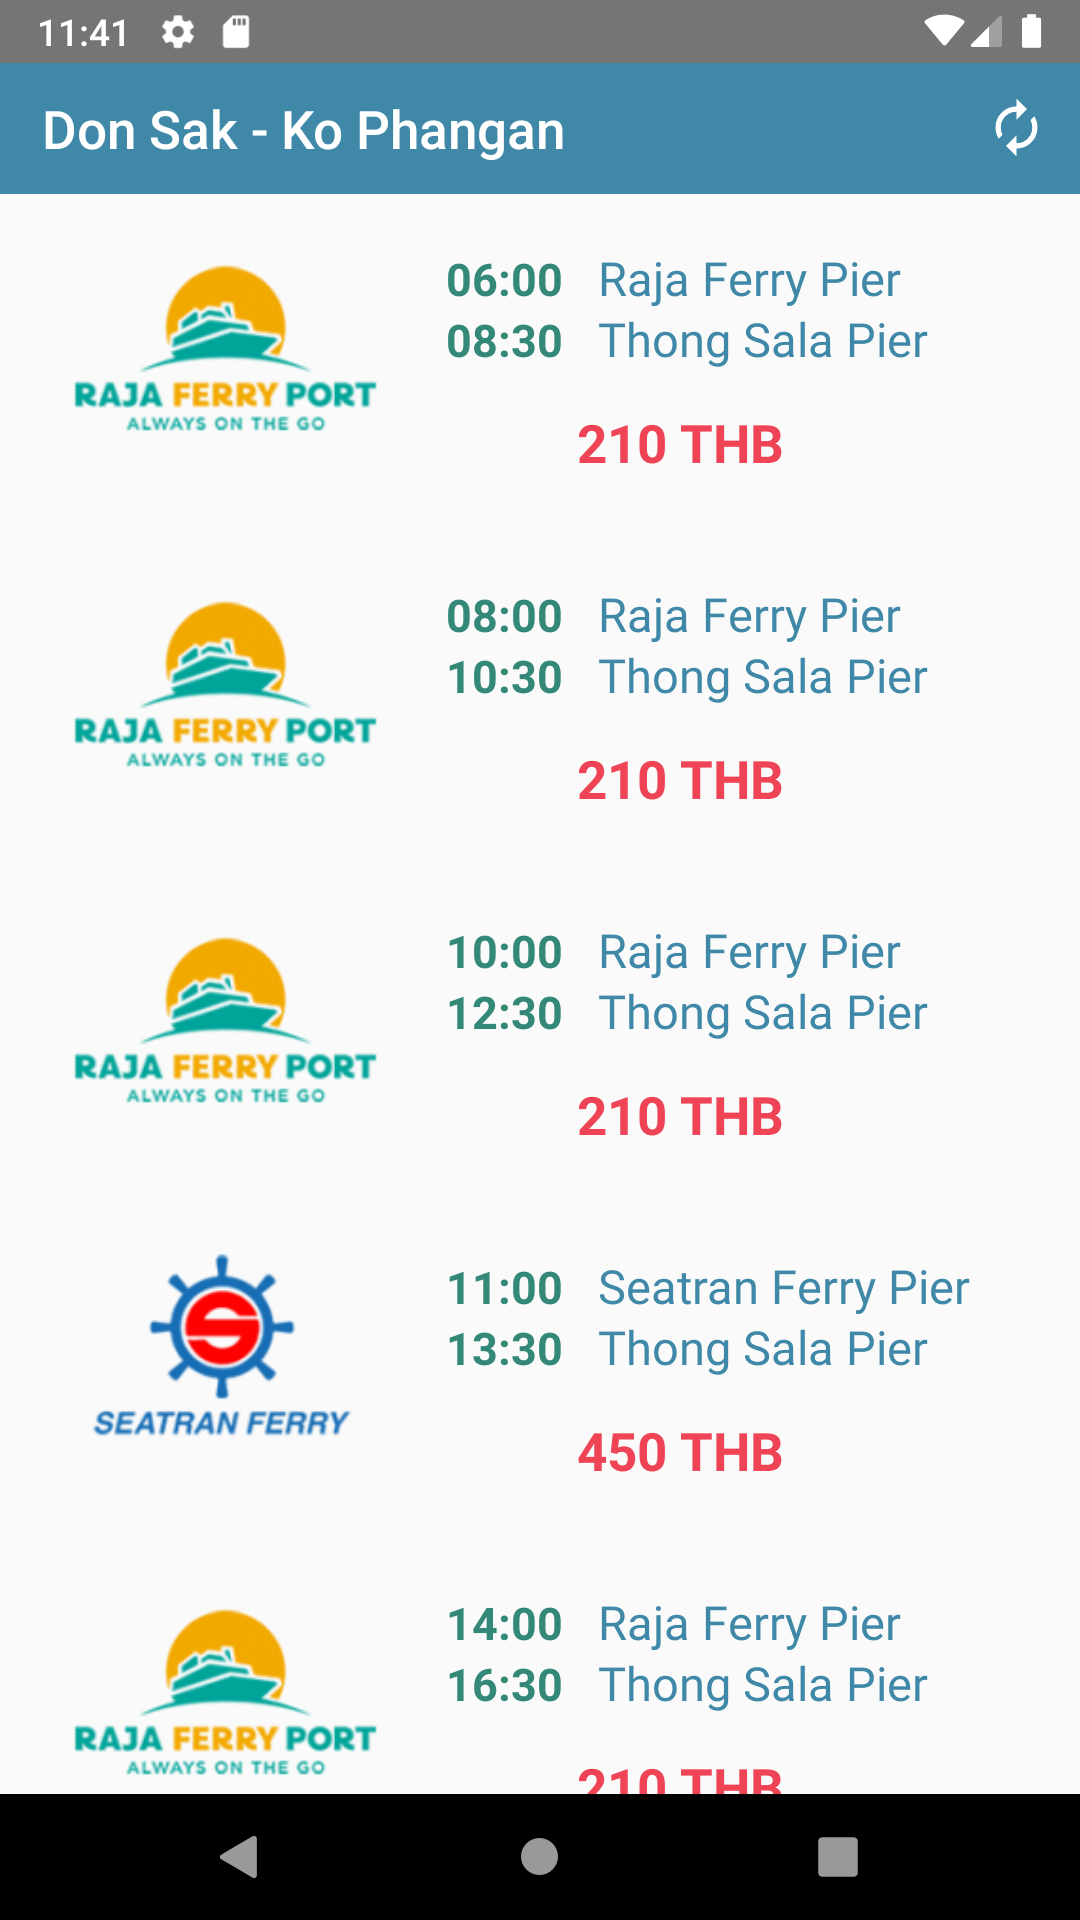 11:41
Don Sak - Ko Phangan
06:00 Raja Ferry Pier
08:30 Thong Sala Pier
RAJA FERRY PORT
ALWAYS ON THE GO
210 THB
08:00 Raja Ferry Pier
10:30 Thong Sala Pier
RAJA FERRY PORT
ALWAYS ON THE GO
210 THB
10:00 Raja Ferry Pier
12:30 Thong Sala Pier
RAJA FERRY PORT
ALWAYS ON THE GO
210 THB
11:00 Seatran Ferry Pier
13:30 Thong Sala Pier
S
SEATRAN FERRY
450 THB
14:00 Raja Ferry Pier
16:30 Thong Sala Pier
RAJA FERRY PORT
ALWAYS ON THE GO
210 THB